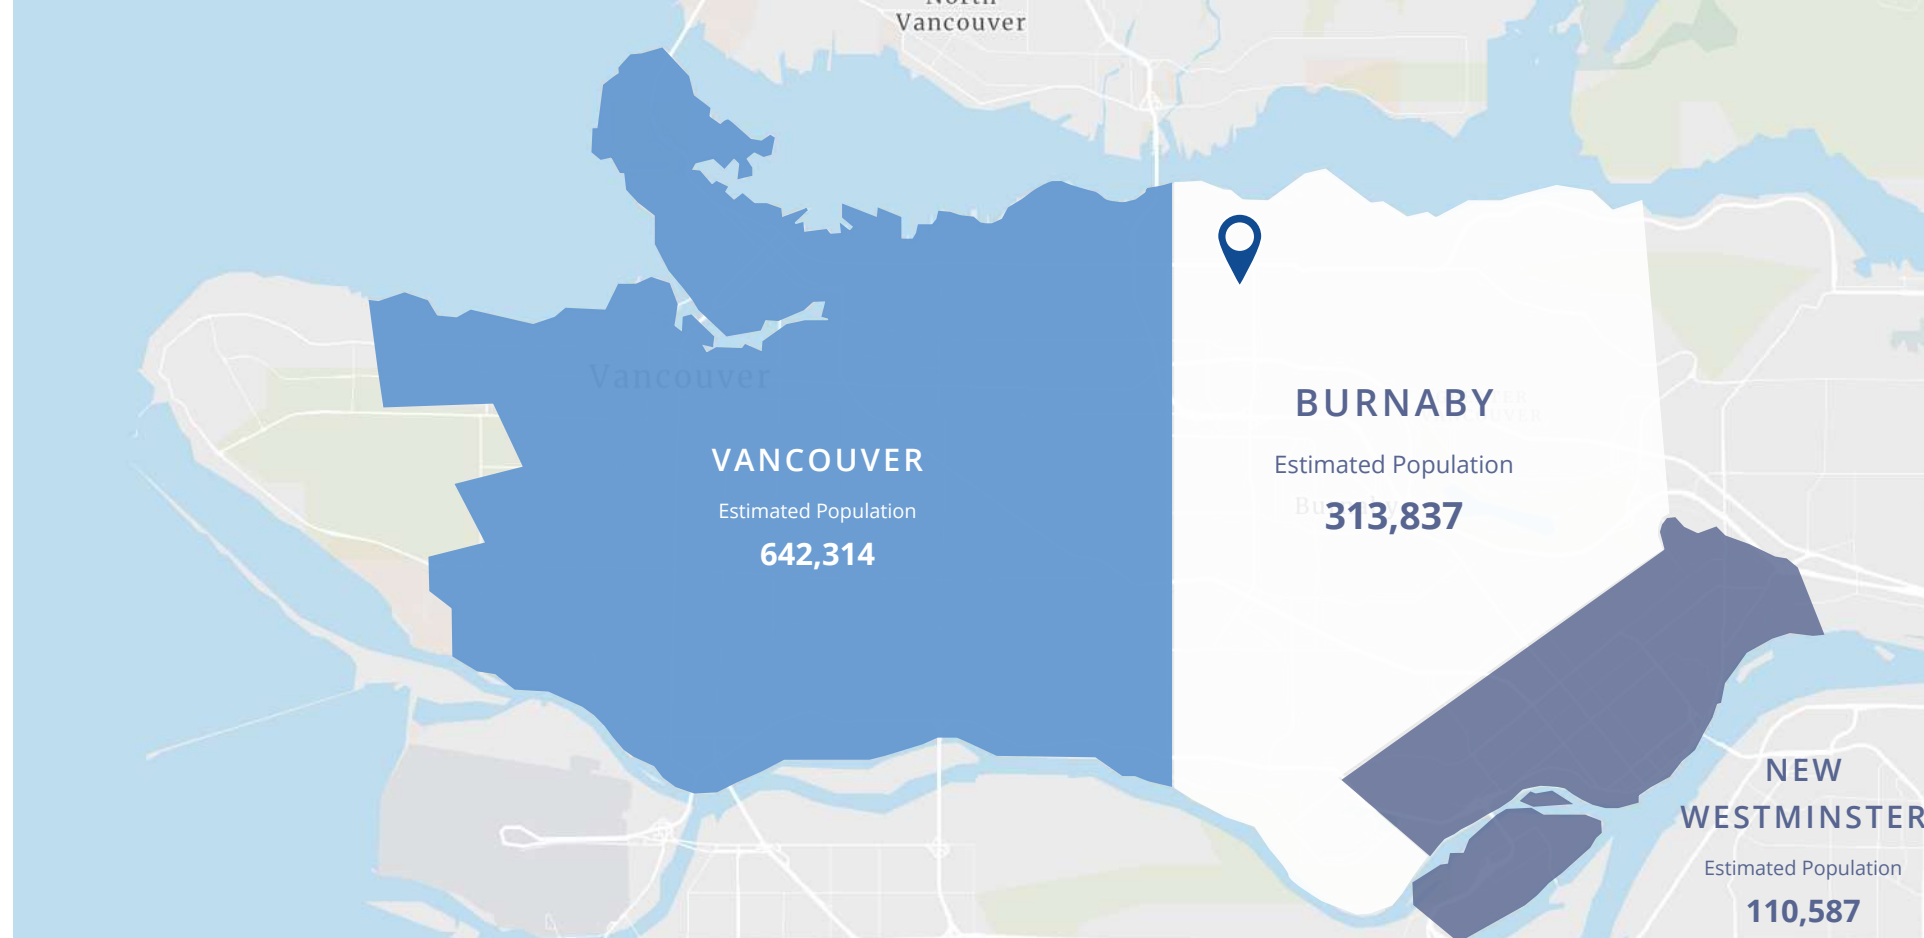 North
Vancouver
Vancouver
VANCOUVER
Estimated Population
642,314
BURNABY
Estimated Population
Burnaby
313,837
NEW
WESTMINSTER
Estimated Population
110,587